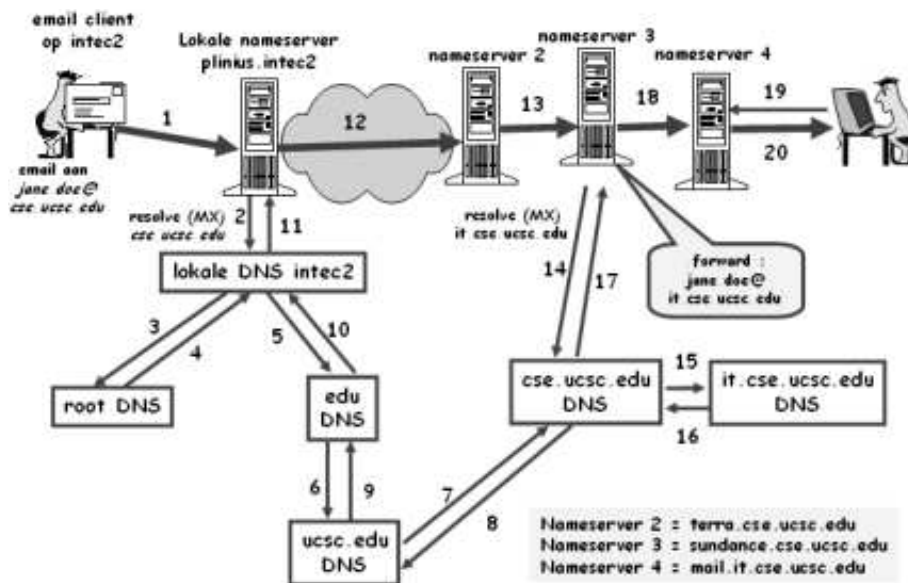 email client
op intec2
Lokale nameserver
plinius.intec2
nameserver 2
nameserver 3
nameserver 4
1
12
13
18
19
20
email aan
jane doe@
cse.ucsc.edu
resolve (MX)
cse ucsc edu
2
11
resolve (MX)
it cse.ucsc.edu
14
17
forward :
jane doe@
it cse ucsc edu
lokale DNS intec2
3
4
5
10
root DNS
edu
DNS
cse.ucsc.edu
DNS
15
16
it.cse.ucsc.edu
DNS
6
9
7
8
ucsc.edu
DNS
Nameserver 2 = terra.cse.ucsc.edu
Nameserver 3 = sundance.cse.ucsc.edu
Nameserver 4 = mail.it.cse.ucsc.edu